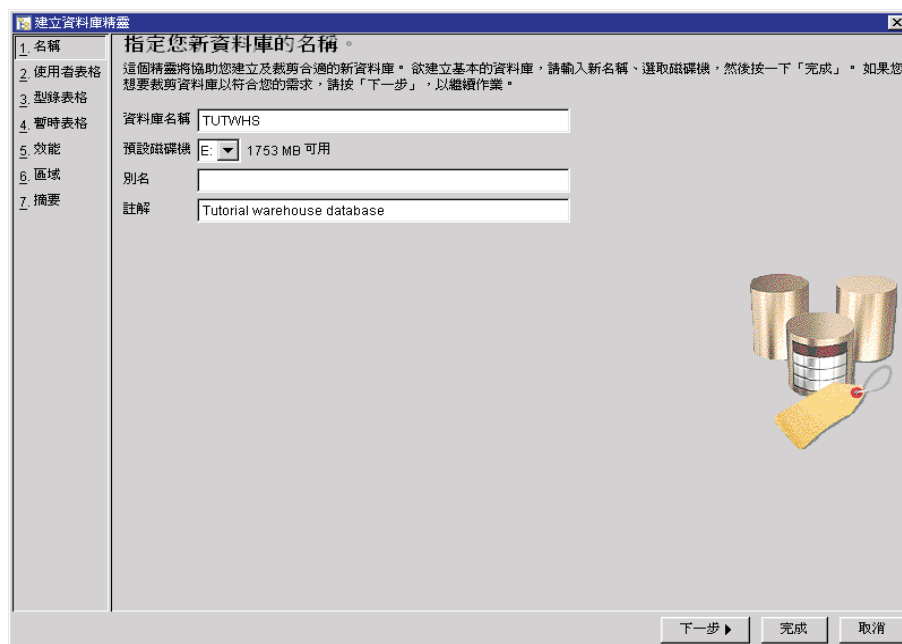 建立資料庫精靈
1. 名稱
2. 使用者表格
3. 型錄表格
4. 暫時表格
5. 效能
6. 區域
7. 摘要
指定您新資料庫的名稱。
這個精靈將協助您建立及裁剪合適的新資料庫。欲建立基本的資料庫，請輸入新名稱、選取磁碟機，然後按一下「完成」。如果您
想要裁剪資料庫以符合您的需求，請按「下一步」，以繼續作業。
資料庫名稱 TUTWHS
預設磁碟機 E: 1753 MB 可用
別名
註解 Tutorial warehouse database
下一步 完成 取消